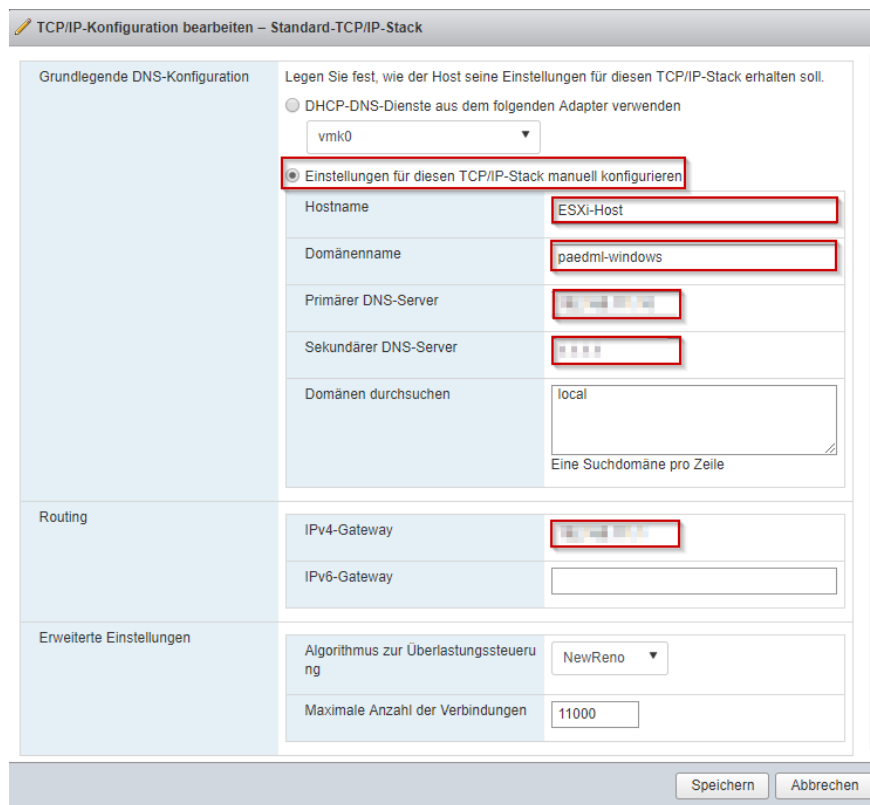 TCP/IP-Konfiguration bearbeiten – Standard-TCP/IP-Stack
Grundlegende DNS-Konfiguration
Legen Sie fest, wie der Host seine Einstellungen für diesen TCP/IP-Stack erhalten soll.
DHCP-DNS-Dienste aus dem folgenden Adapter verwenden
vmk0
Einstellungen für diesen TCP/IP-Stack manuell konfigurieren
Hostname
ESXi-Host
Domänenname
paedml-windows
Primärer DNS-Server
Sekundärer DNS-Server
Domänen durchsuchen
local
Eine Suchdomäne pro Zeile
Routing
IPv4-Gateway
IPv6-Gateway
Erweiterte Einstellungen
Algorithmus zur Überlastungssteueru
ng
NewReno
Maximale Anzahl der Verbindungen
11000
Speichern
Abbrechen